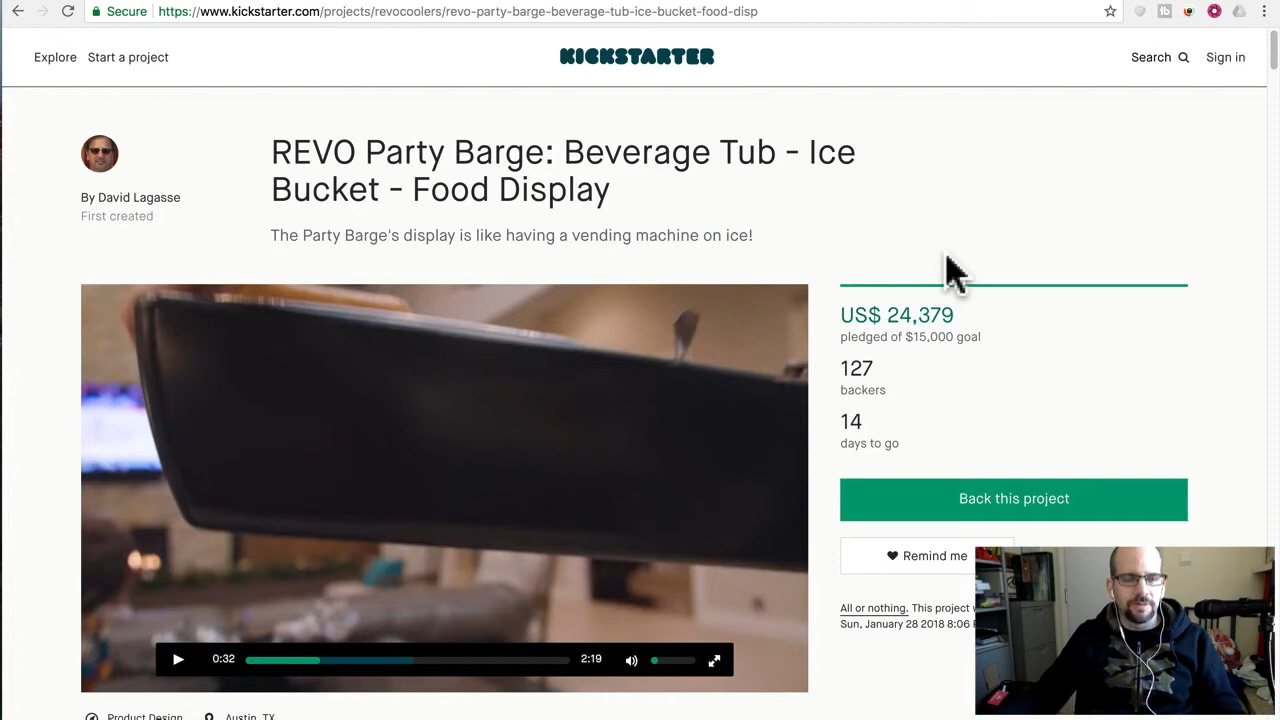 Secure
https://www.kickstarter.com/projects/revocoolers/revo-party-barge-beverage-tub-ice-bucket-food-disp
Explore Start a project
KICKSTARTER
Search Sign in
By David Lagasse
First created
REVO Party Barge: Beverage Tub - Ice
Bucket - Food Display
The Party Barge's display is like having a vending machine on ice!
US$ 24,379
pledged of $15,000 goal
127
backers
14
days to go
Back this project
Remind me
All or nothing. This project
Sun, January 28 2018 8:06
0:32
2:19
Product Design
Austin, TX